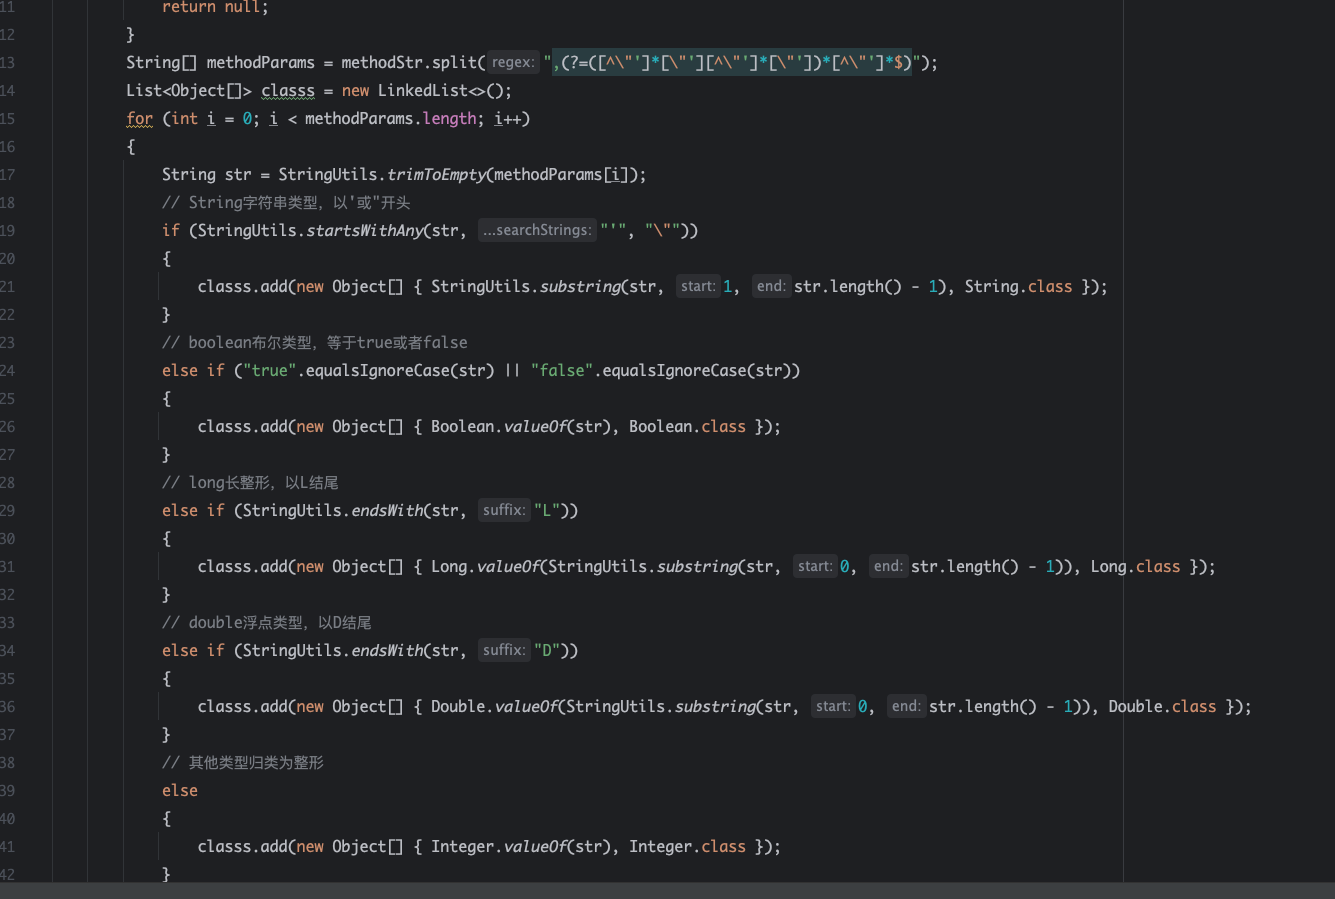 11 return null;
12 }
13 String[] methodParams = methodStr.split( regex: ",(?=([^\"']*[\"'][^\"']*[\"'])*[^\"']*$)");
14 List<Object[]> classs = new LinkedList<>();
15 for (int i = 0; i < methodParams.length; i++)
16 {
17 String str = StringUtils.trimToEmpty(methodParams[i]);
18 // String字符串类型，以'或"开头
19 if (StringUtils.startsWithAny(str, ...searchStrings: "'", "\""))
20 {
21 classs.add(new Object[] { StringUtils.substring(str, start: 1, end: str.length() - 1), String.class });
22 }
23 // boolean布尔类型，等于true或者false
24 else if ("true".equalsIgnoreCase(str) || "false".equalsIgnoreCase(str))
25 {
26 classs.add(new Object[] { Boolean.valueOf(str), Boolean.class });
27 }
28 // long长整形，以L结尾
29 else if (StringUtils.endsWith(str, suffix: "L"))
30 {
31 classs.add(new Object[] { Long.valueOf(StringUtils.substring(str, start: 0, end: str.length() - 1)), Long.class });
32 }
33 // double浮点类型，以D结尾
34 else if (StringUtils.endsWith(str, suffix: "D"))
35 {
36 classs.add(new Object[] { Double.valueOf(StringUtils.substring(str, start: 0, end: str.length() - 1)), Double.class });
37 }
38 // 其他类型归类为整形
39 else
40 {
41 classs.add(new Object[] { Integer.valueOf(str), Integer.class });
42 }